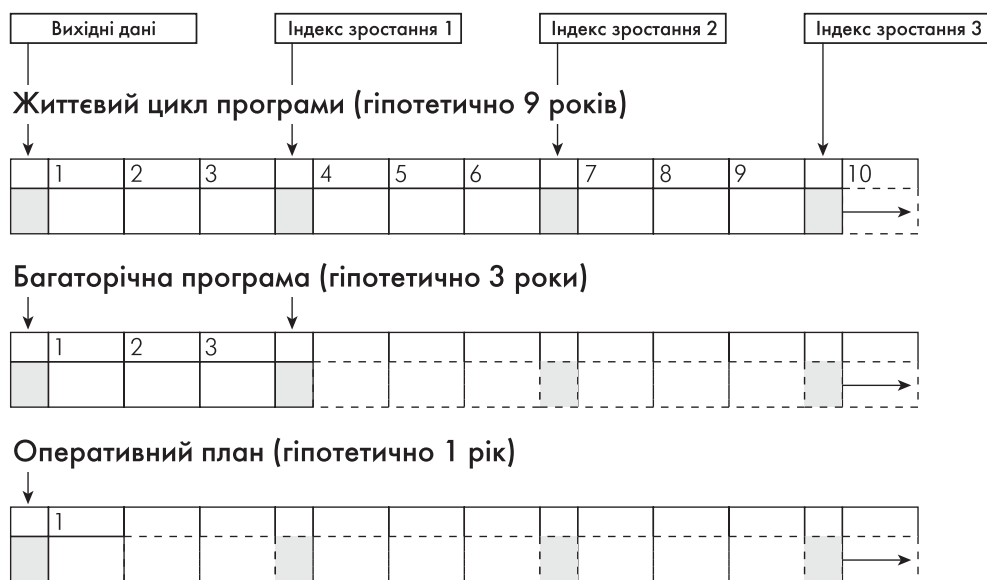 Вихідні дані Індекс зростання 1 Індекс зростання 2 Індекс зростання 3
Життєвий цикл програми (гіпотетично 9 років)
1 2 3 4 5 6 7 8 9 10
Багаторічна програма (гіпотетично 3 роки)
1 2 3
Оперативний план (гіпотетично 1 рік)
1